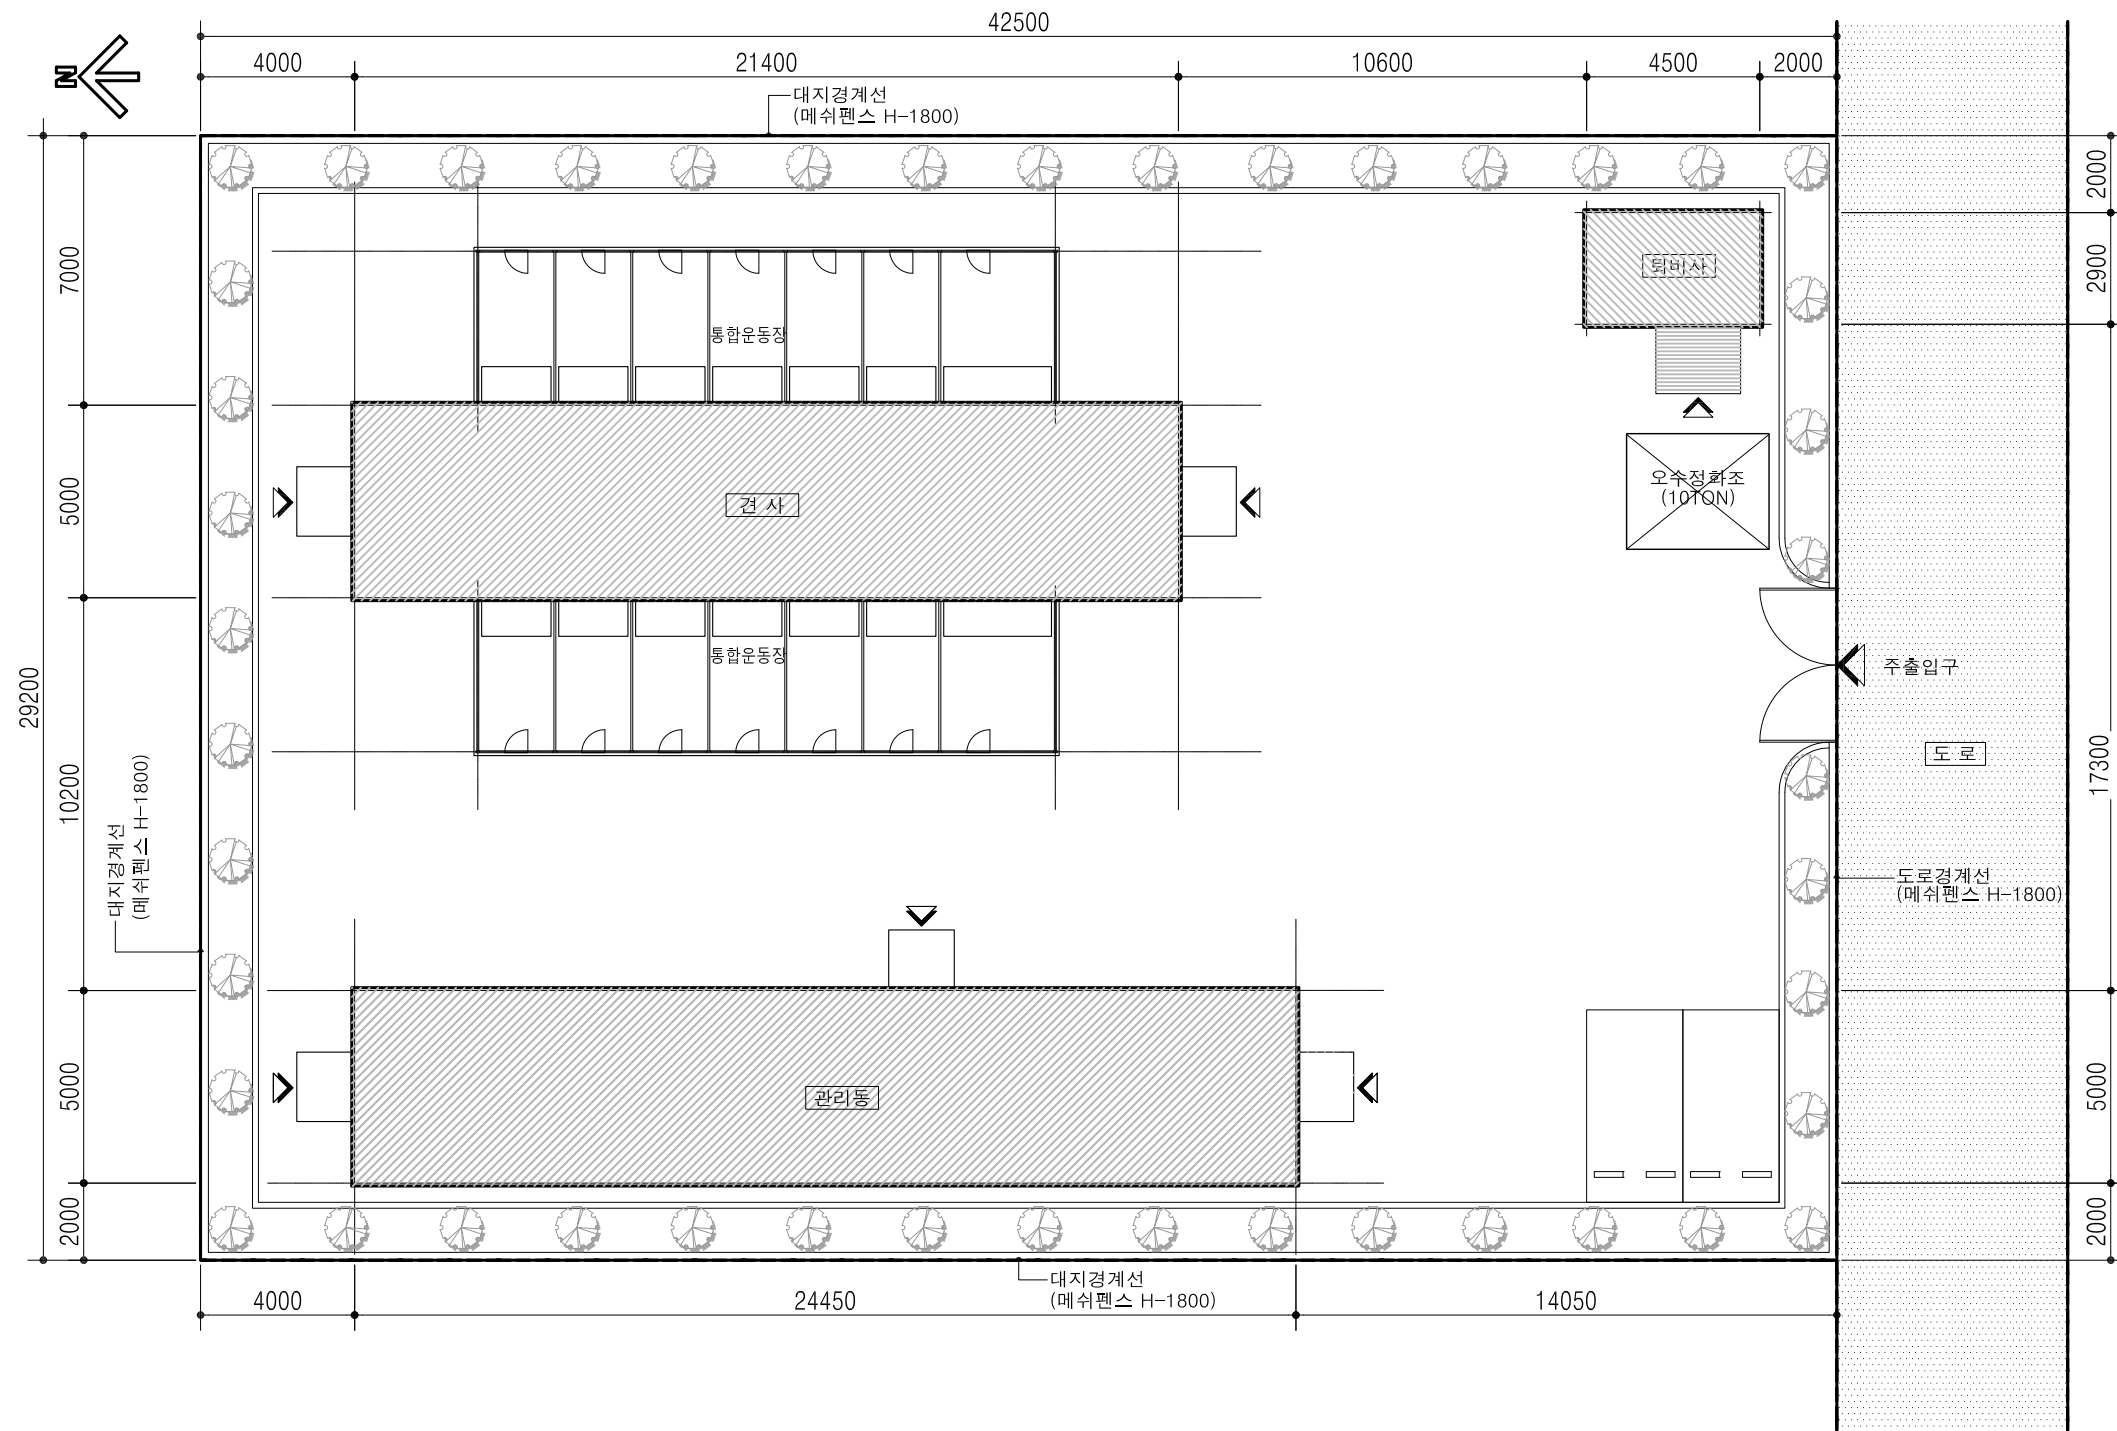 42500
4000
21400
10600
4500
2000
N
대지경계선
(메쉬펜스 H-1800)
2000
7000
2900
퇴비사
통합운동장
5000
견 사
오수정화조
(10TON)
통합운동장
주출입구
29200
도 로
17300
10200
대지경계선
(메쉬펜스 H-1800)
도로경계선
(메쉬펜스 H-1800)
5000
관리동
5000
2000
2000
대지경계선
(메쉬펜스 H-1800)
4000
24450
14050